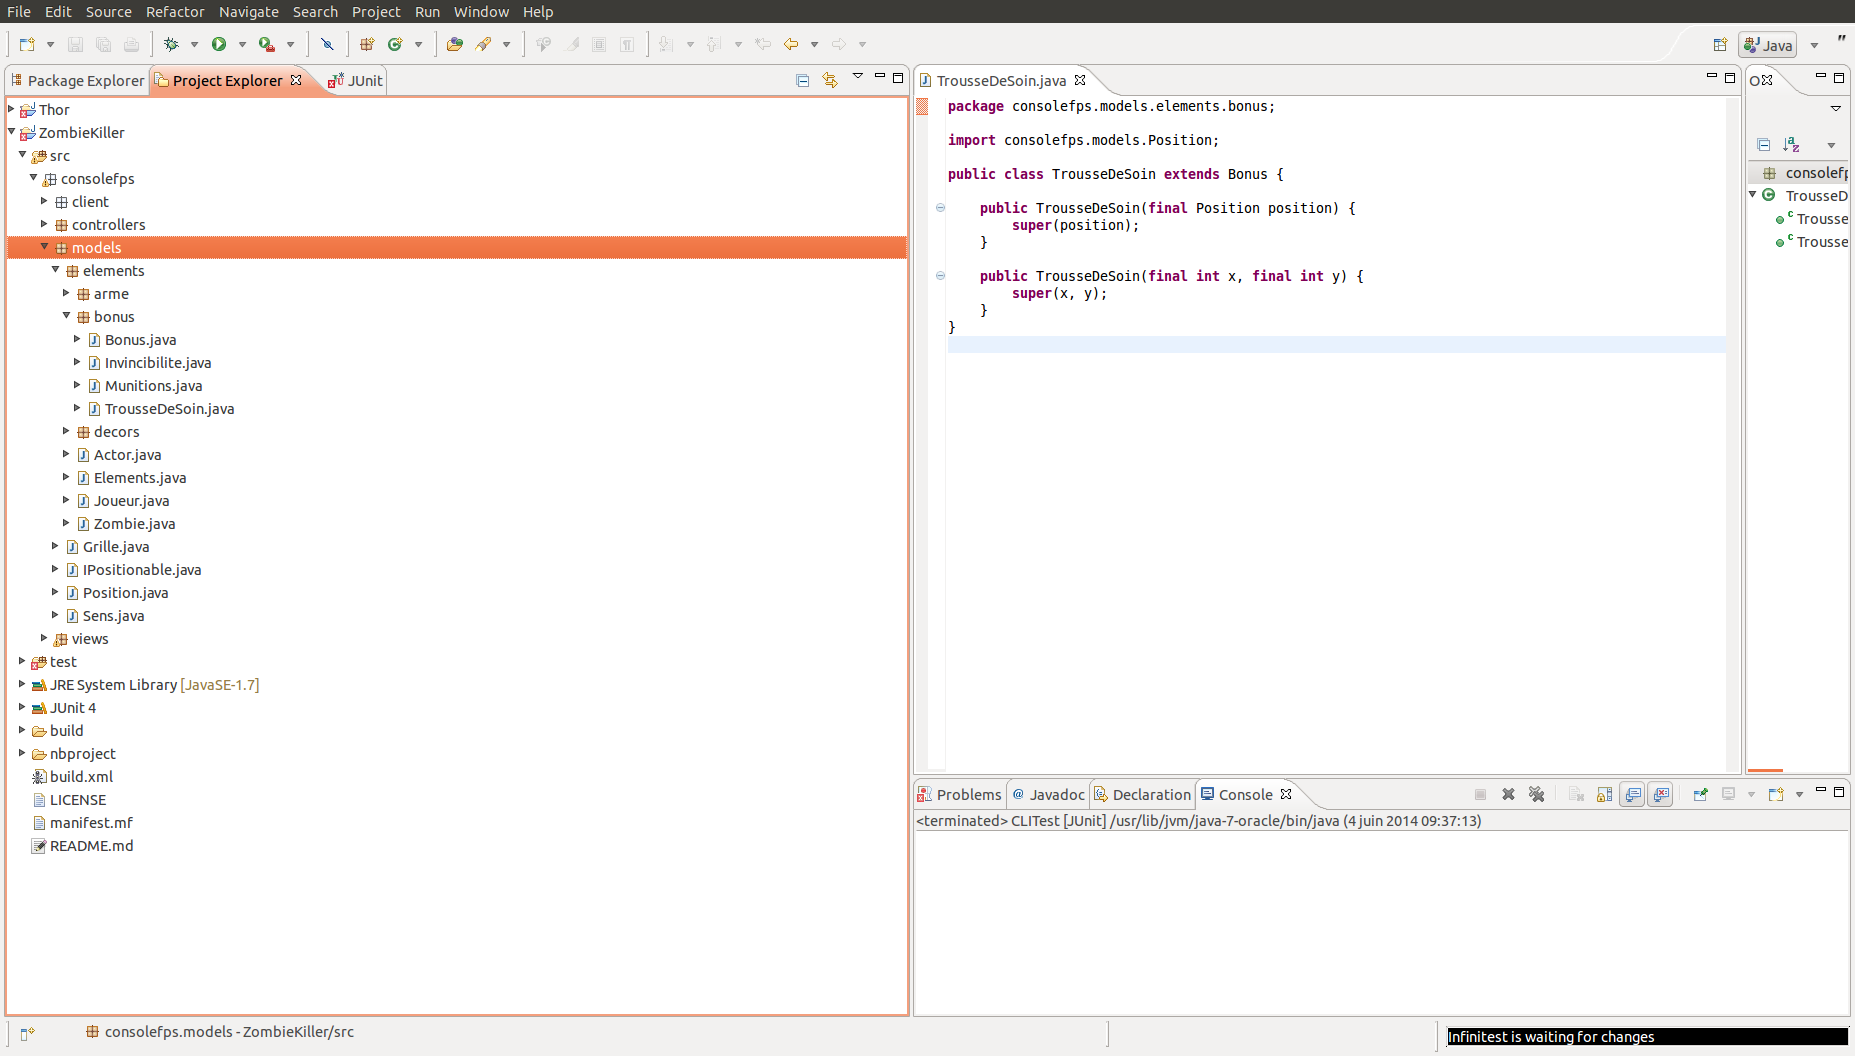 File Edit Source Refactor Navigate Search Project Run Window Help
Java
Package Explorer Project Explorer JUnit
Thor
ZombieKiller
src
consolefps
client
controllers
models
elements
arme
bonus
Bonus.java
Invincibilite.java
Munitions.java
TrousseDeSoin.java
decors
Actor.java
Elements.java
Joueur.java
Zombie.java
Grille.java
IPositionable.java
Position.java
Sens.java
views
test
JRE System Library [JavaSE-1.7]
JUnit 4
build
nbproject
build.xml
LICENSE
manifest.mf
README.md
TrousseDeSoin.java
package consolefps.models.elements.bonus;
import consolefps.models.Position;
public class TrousseDeSoin extends Bonus {
public TrousseDeSoin(final Position position) {
super(position);
}
public TrousseDeSoin(final int x, final int y) {
super(x, y);
}
}
O
consolefp
TrousseD
Trousse
Trousse
Problems @ Javadoc Declaration Console
<terminated> CLITest [JUnit] /usr/lib/jvm/java-7-oracle/bin/java (4 juin 2014 09:37:13)
consolefps.models - ZombieKiller/src
Infinitest is waiting for changes